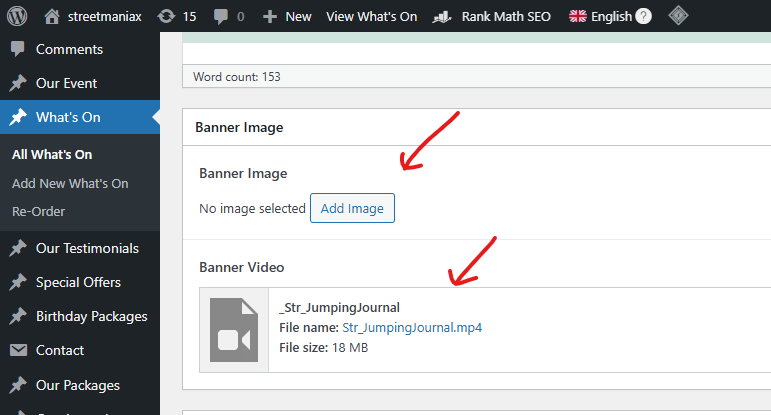 streetmaniax 15 0 New View What's On Rank Math SEO English ?
Comments
Our Event
What's On
All What's On
Add New What's On
Re-Order
Our Testimonials
Special Offers
Birthday Packages
Contact
Our Packages
Word count: 153
Banner Image
Banner Image
No image selected Add Image
Banner Video
_Str_JumpingJournal
File name: Str_JumpingJournal.mp4
File size: 18 MB